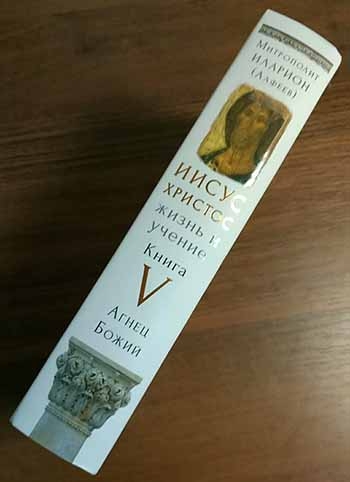 Митрополит
Иларион
(Алфеев)
Иисус
Христос
жизнь и
учение
Книга
V
Агнец
Божий